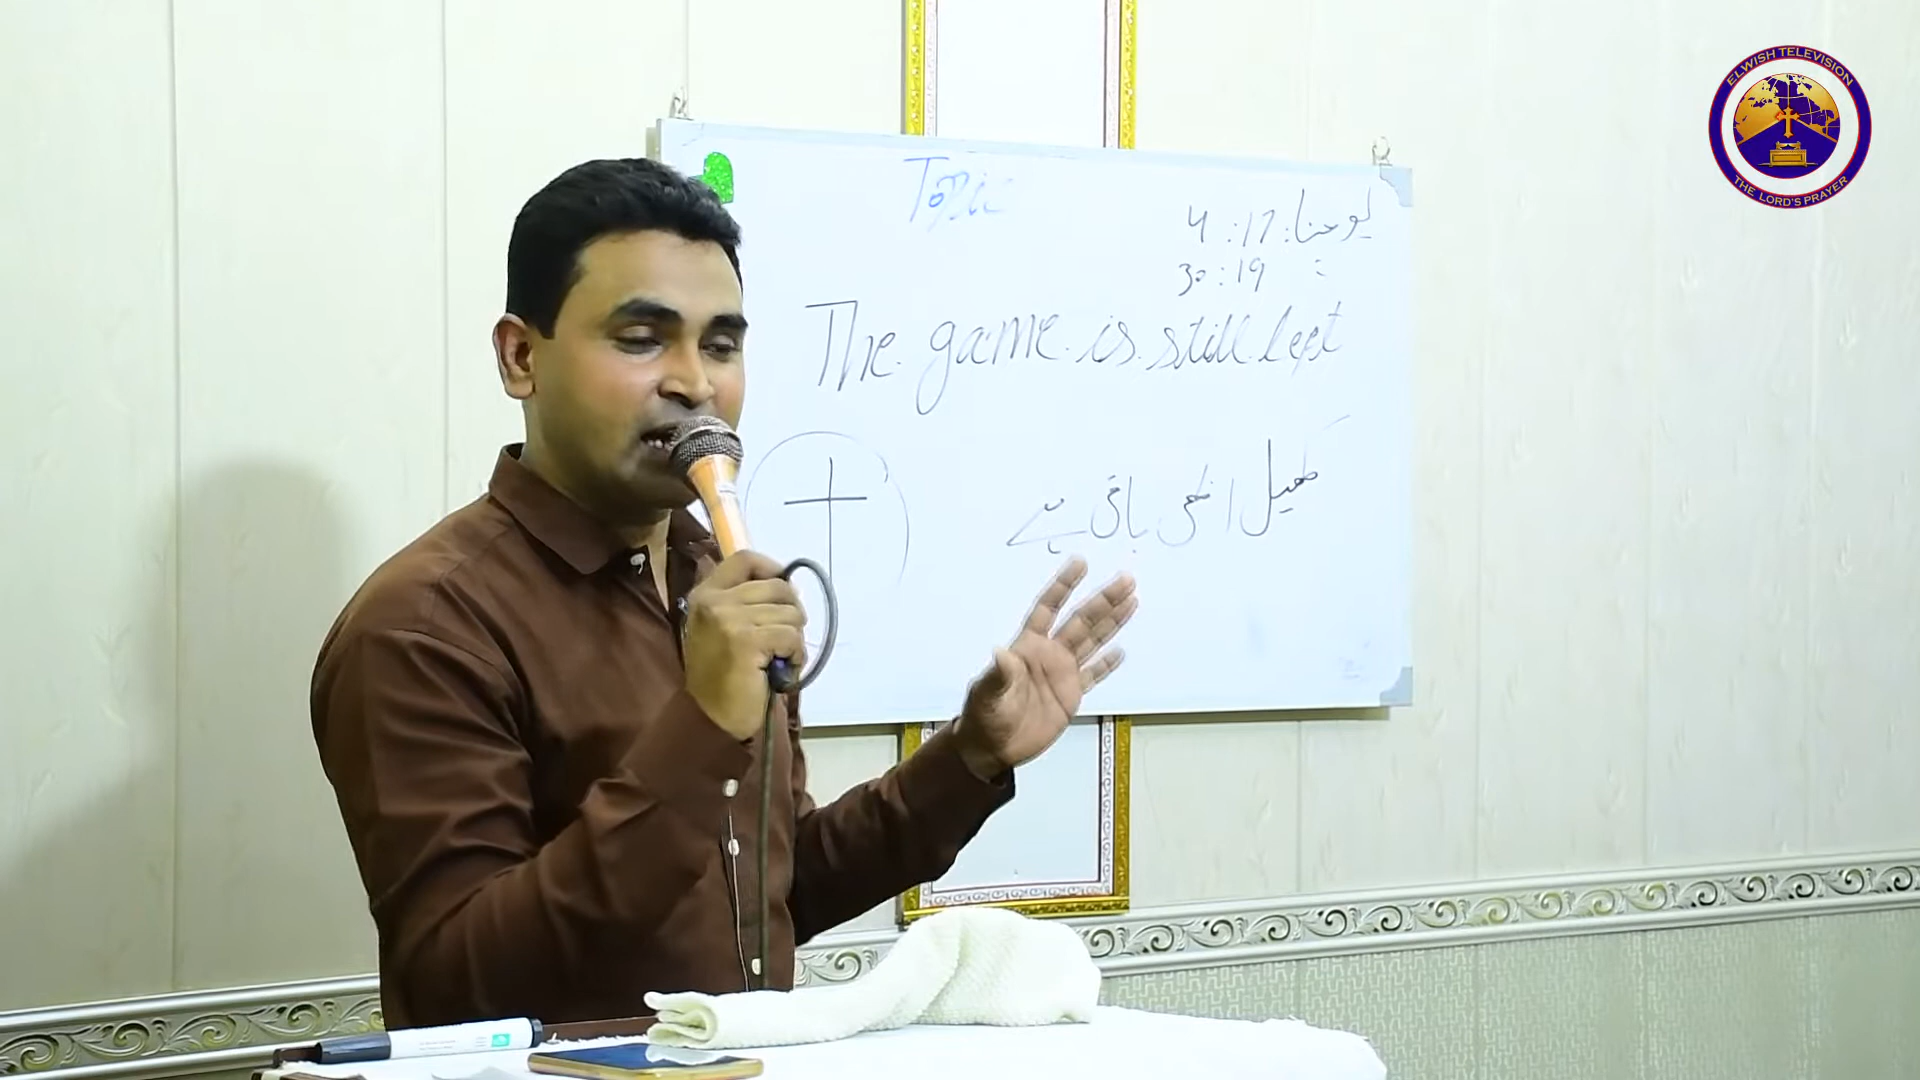 Topic
یوحنا: 17: 4
30: 19
The game is still left
کھیل ابھی باقی ہے
ELWISH TELEVISION
THE LORD'S PRAYER